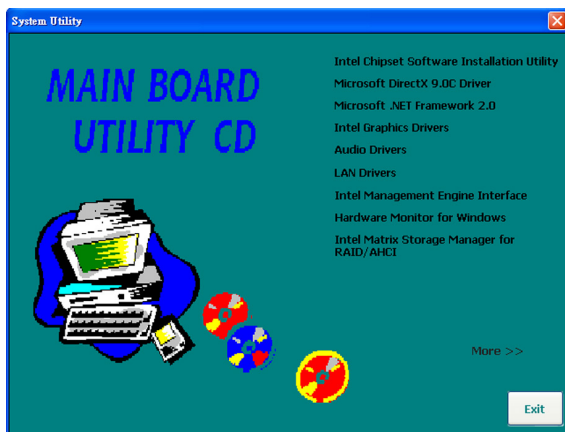 System Utility
MAIN BOARD
UTILITY CD
Intel Chipset Software Installation Utility
Microsoft DirectX 9.0C Driver
Microsoft .NET Framework 2.0
Intel Graphics Drivers
Audio Drivers
LAN Drivers
Intel Management Engine Interface
Hardware Monitor for Windows
Intel Matrix Storage Manager for
RAID/AHCI
More >>
Exit